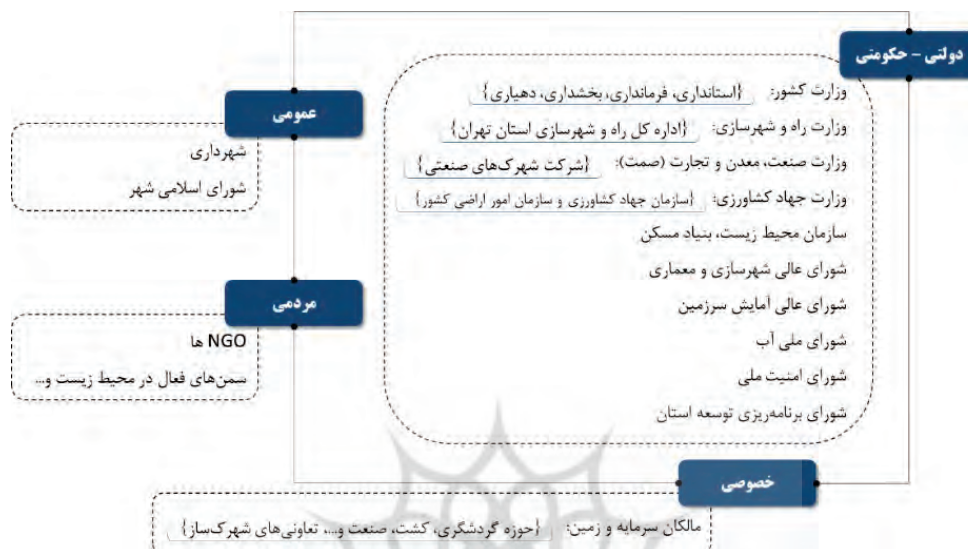 دولتی - حکومتی
وزارت کشور: {استانداری، فرمانداری، بخشداری، دهیاری}
وزارت راه و شهرسازی: {اداره کل راه و شهرسازی استان تهران}
وزارت صنعت، معدن و تجارت (صمت): {شرکت شهرک‌های صنعتی}
وزارت جهاد کشاورزی: {سازمان جهاد کشاورزی و سازمان امور اراضی کشور}
سازمان محیط زیست، بنیاد مسکن
شورای عالی شهرسازی و معماری
شورای عالی آمایش سرزمین
شورای ملی آب
شورای امنیت ملی
شورای برنامه‌ریزی توسعه استان
عمومی
شهرداری
شورای اسلامی شهر
مردمی
NGO ها
سمن‌های فعال در محیط زیست و...
خصوصی
مالکان سرمایه و زمین: {حوزه گردشگری، کشت، صنعت و...، تعاونی‌های شهرک‌ساز}